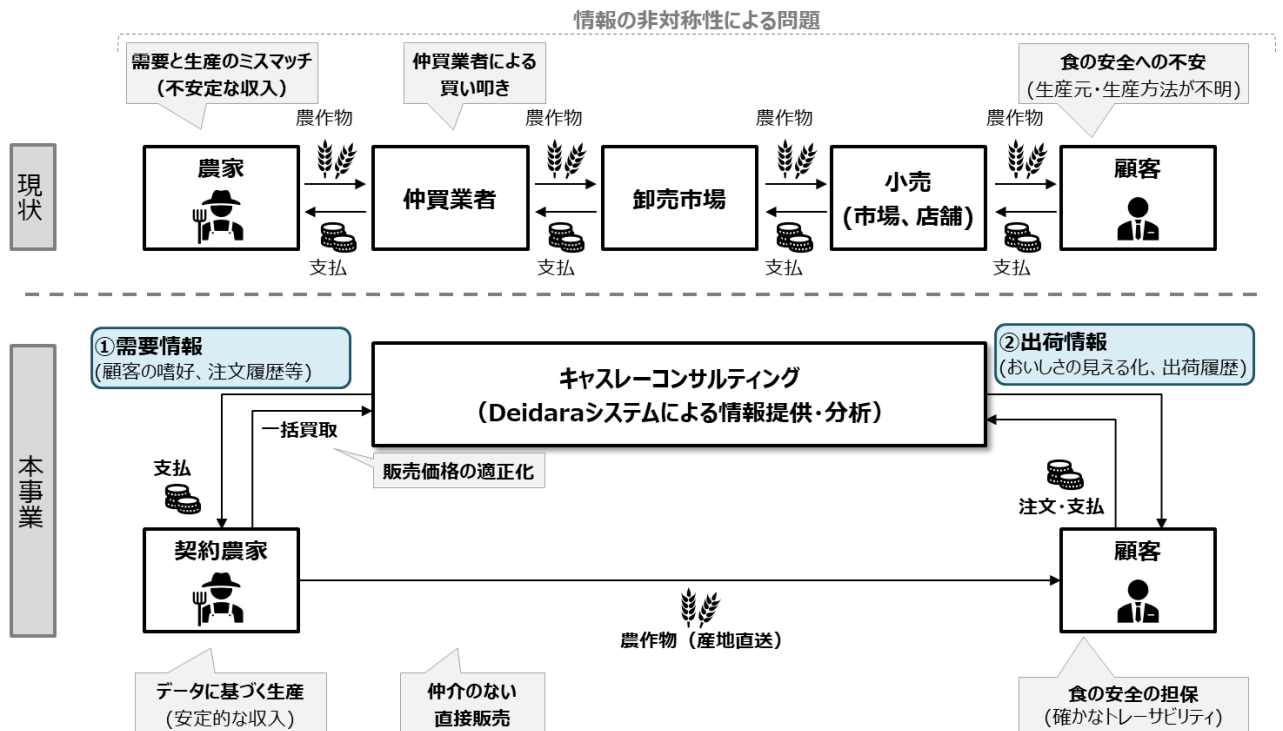 情報の非対称性による問題
需要と生産のミスマッチ
(不安定な収入)
仲買業者による
買い叩き
食の安全への不安
(生産元・生産方法が不明)
農作物
農作物
農作物
農作物
現状
農家
仲買業者
卸売市場
小売
(市場、店舗)
顧客
支払
支払
支払
支払
本事業
①需要情報
(顧客の嗜好、注文履歴等)
キャスレーコンサルティング
（Deidaraシステムによる情報提供・分析）
②出荷情報
(おいしさの見える化、出荷履歴)
一括買取
支払
販売価格の適正化
注文・支払
契約農家
顧客
農作物（産地直送）
データに基づく生産
(安定的な収入)
仲介のない
直接販売
食の安全の担保
(確かなトレーサビリティ)